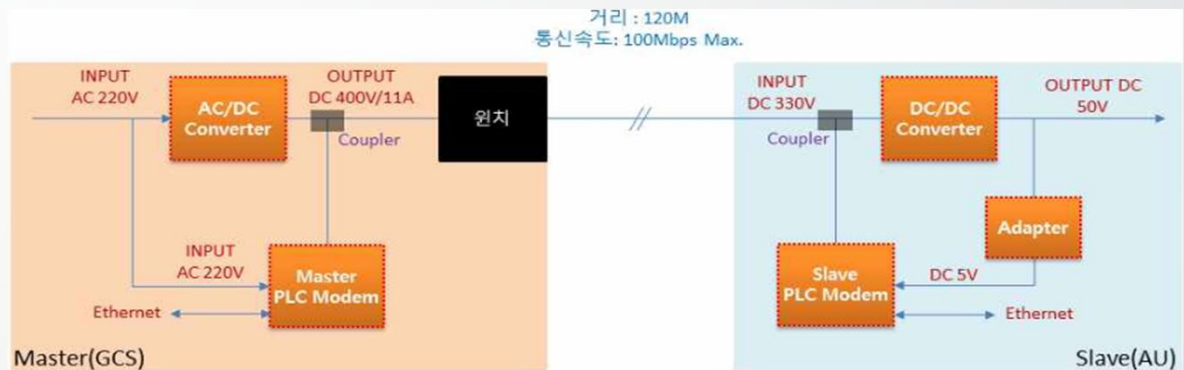 거리 : 120M
통신속도: 100Mbps Max.
INPUT
AC 220V
AC/DC
Converter
OUTPUT
DC 400V/11A
Coupler
윈치
INPUT
AC 220V
Master
PLC Modem
Ethernet
Master(GCS)
INPUT
DC 330V
Coupler
DC/DC
Converter
OUTPUT DC
50V
Adapter
Slave
PLC Modem
DC 5V
Ethernet
Slave(AU)